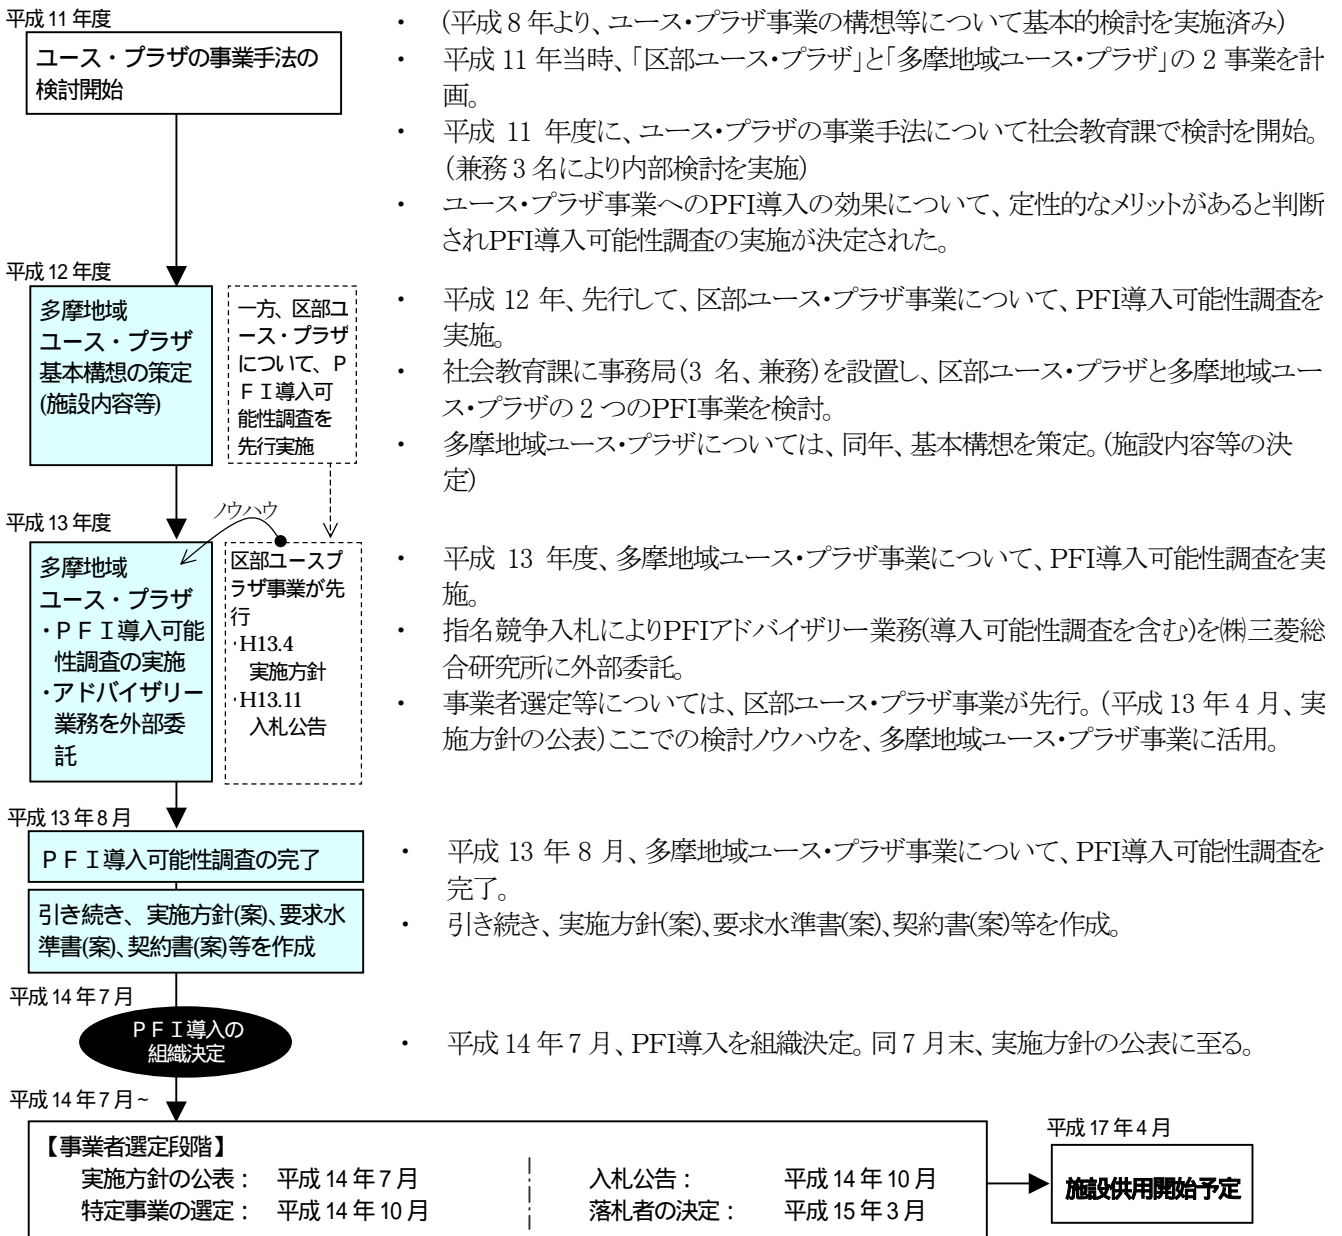 平成 11 年度
ユース・プラザの事業手法の
検討開始
・ (平成 8 年より、ユース・プラザ事業の構想等について基本的検討を実施済み)
・ 平成 11 年当時、「区部ユース・プラザ」と「多摩地域ユース・プラザ」の 2 事業を計
画。
・ 平成 11 年度に、ユース・プラザの事業手法について社会教育課で検討を開始。
(兼務 3 名により内部検討を実施)
・ ユース・プラザ事業へのPFI導入の効果について、定性的なメリットがあると判断
されPFI導入可能性調査の実施が決定された。
平成 12 年度
多摩地域
ユース・プラザ
基本構想の策定
(施設内容等)
一方、区部ユ
ース・プラザ
について、P
FI導入可
能性調査を
先行実施
・ 平成 12 年、先行して、区部ユース・プラザ事業について、PFI導入可能性調査を
実施。
・ 社会教育課に事務局(3 名、兼務)を設置し、区部ユース・プラザと多摩地域ユー
ス・プラザの 2 つのPFI事業を検討。
・ 多摩地域ユース・プラザについては、同年、基本構想を策定。(施設内容等の決
定)
ノウハウ
平成 13 年度
多摩地域
ユース・プラザ
・PFI導入可能
性調査の実施
・アドバイザリー
業務を外部委
託
区部ユースプ
ラザ事業が先
行
·H13.4
実施方針
·H13.11
入札公告
・ 平成 13 年度、多摩地域ユース・プラザ事業について、PFI導入可能性調査を実
施。
・ 指名競争入札によりPFIアドバイザリー業務(導入可能性調査を含む)を㈱三菱総
合研究所に外部委託。
・ 事業者選定等については、区部ユース・プラザ事業が先行。(平成 13 年 4 月、実
施方針の公表)ここでの検討ノウハウを、多摩地域ユース・プラザ事業に活用。
平成 13 年 8 月
PFI導入可能性調査の完了
引き続き、実施方針(案)、要求水
準書(案)、契約書(案)等を作成
・ 平成 13 年 8 月、多摩地域ユース・プラザ事業について、PFI導入可能性調査を
完了。
・ 引き続き、実施方針(案)、要求水準書(案)、契約書(案)等を作成。
平成 14 年 7 月
PFI導入の
組織決定
・ 平成 14 年 7 月、PFI導入を組織決定。同 7 月末、実施方針の公表に至る。
平成 14 年 7 月~
【事業者選定段階】
実施方針の公表: 平成 14 年 7 月 入札公告: 平成 14 年 10 月
特定事業の選定: 平成 14 年 10 月 落札者の決定: 平成 15 年 3 月
平成 17 年 4 月
施設供用開始予定